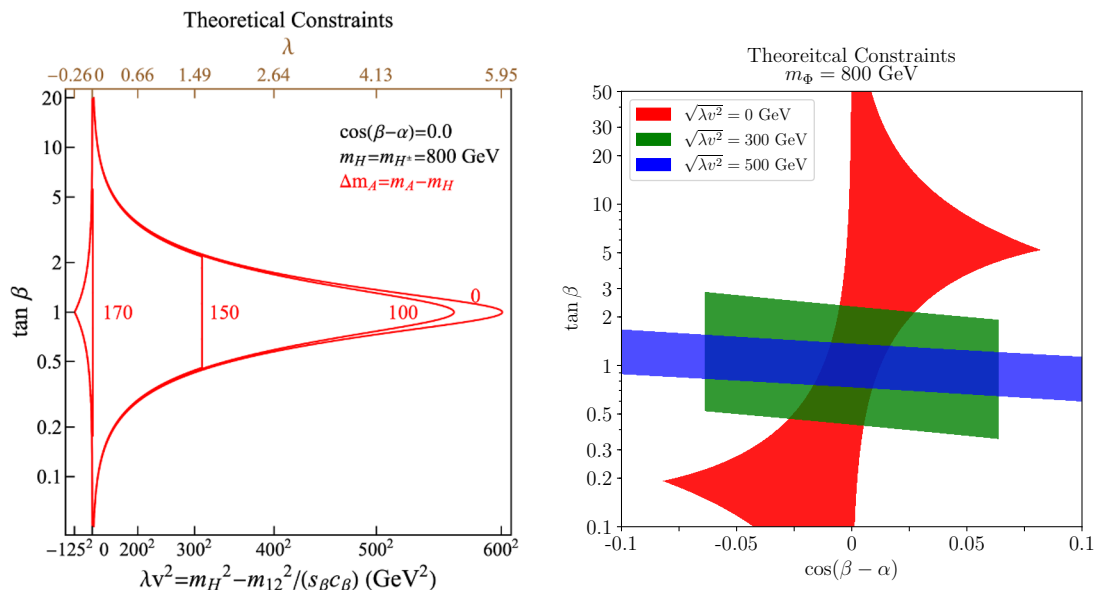 Theoretical Constraints
λ
−0.26 0 0.66 1.49 2.64 4.13 5.95
20
10
5
2
1
0.5
0.2
0.1
tan β
cos(β−α)=0.0
m_H=m_{H^±}=800 GeV
Δm_A=m_A−m_H
170
150
100
0
−125² 0 200² 300² 400² 500² 600²
λv²=m_H²−m_{12}²/(s_βc_β) (GeV²)
Theoreitcal Constraints
m_Φ = 800 GeV
√λv² = 0 GeV
√λv² = 300 GeV
√λv² = 500 GeV
50
30
20
10
5
3
2
1
0.5
0.3
0.2
0.1
tan β
-0.1 -0.05 0 0.05 0.1
cos(β − α)